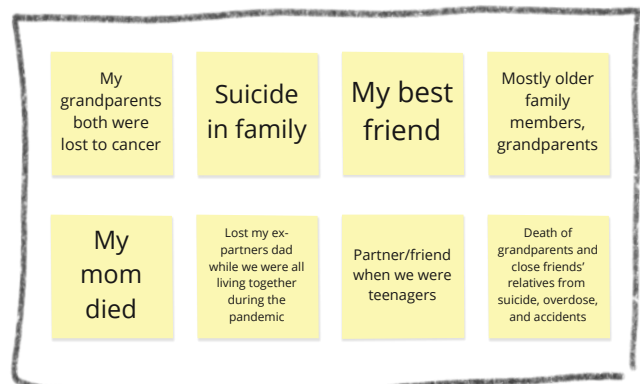 My
grandparents
both were
lost to cancer
Suicide
in family
My best
friend
Mostly older
family
members,
grandparents
My
mom
died
Lost my ex-
partners dad
while we were all
living together
during the
pandemic
Partner/friend
when we were
teenagers
Death of
grandparents and
close friends’
relatives from
suicide, overdose,
and accidents